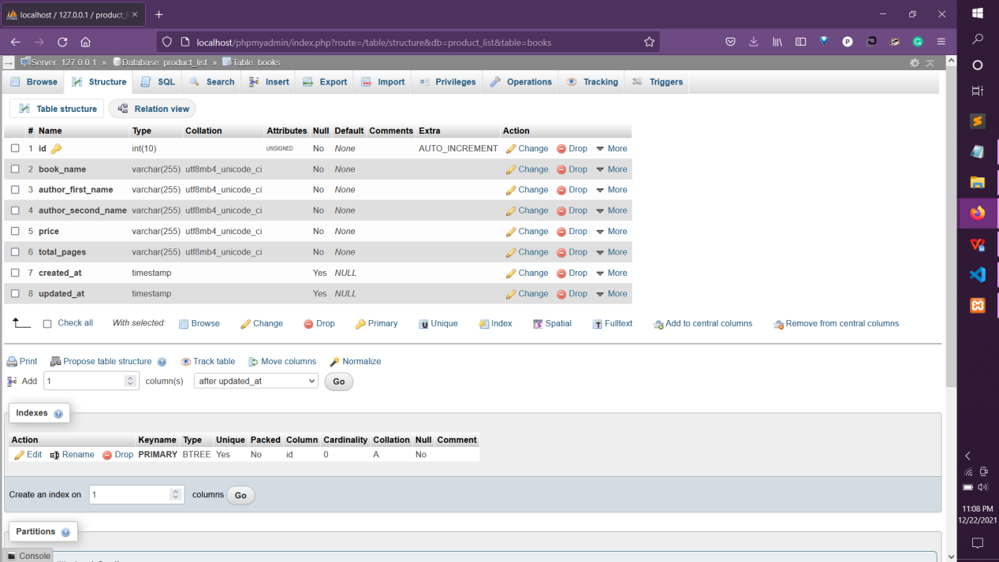 localhost / 127.0.0.1 / product_l
localhost/phpmyadmin/index.php?route=/table/structure&db=product_list&table=books
Server: 127.0.0.1 » Database: product_list » Table: books
Browse Structure SQL Search Insert Export Import Privileges Operations Tracking Triggers
Table structure Relation view
# Name Type Collation Attributes Null Default Comments Extra Action
1 id int(10) UNSIGNED No None AUTO_INCREMENT Change Drop More
2 book_name varchar(255) utf8mb4_unicode_ci No None Change Drop More
3 author_first_name varchar(255) utf8mb4_unicode_ci No None Change Drop More
4 author_second_name varchar(255) utf8mb4_unicode_ci No None Change Drop More
5 price varchar(255) utf8mb4_unicode_ci No None Change Drop More
6 total_pages varchar(255) utf8mb4_unicode_ci No None Change Drop More
7 created_at timestamp Yes NULL Change Drop More
8 updated_at timestamp Yes NULL Change Drop More
Check all With selected: Browse Change Drop Primary Unique Index Spatial Fulltext Add to central columns Remove from central columns
Print Propose table structure Track table Move columns Normalize
Add 1 column(s) after updated_at Go
Indexes
Action Keyname Type Unique Packed Column Cardinality Collation Null Comment
Edit Rename Drop PRIMARY BTREE Yes No id 0 A No
Create an index on 1 columns Go
Partitions
Console
11:08 PM
12/22/2021